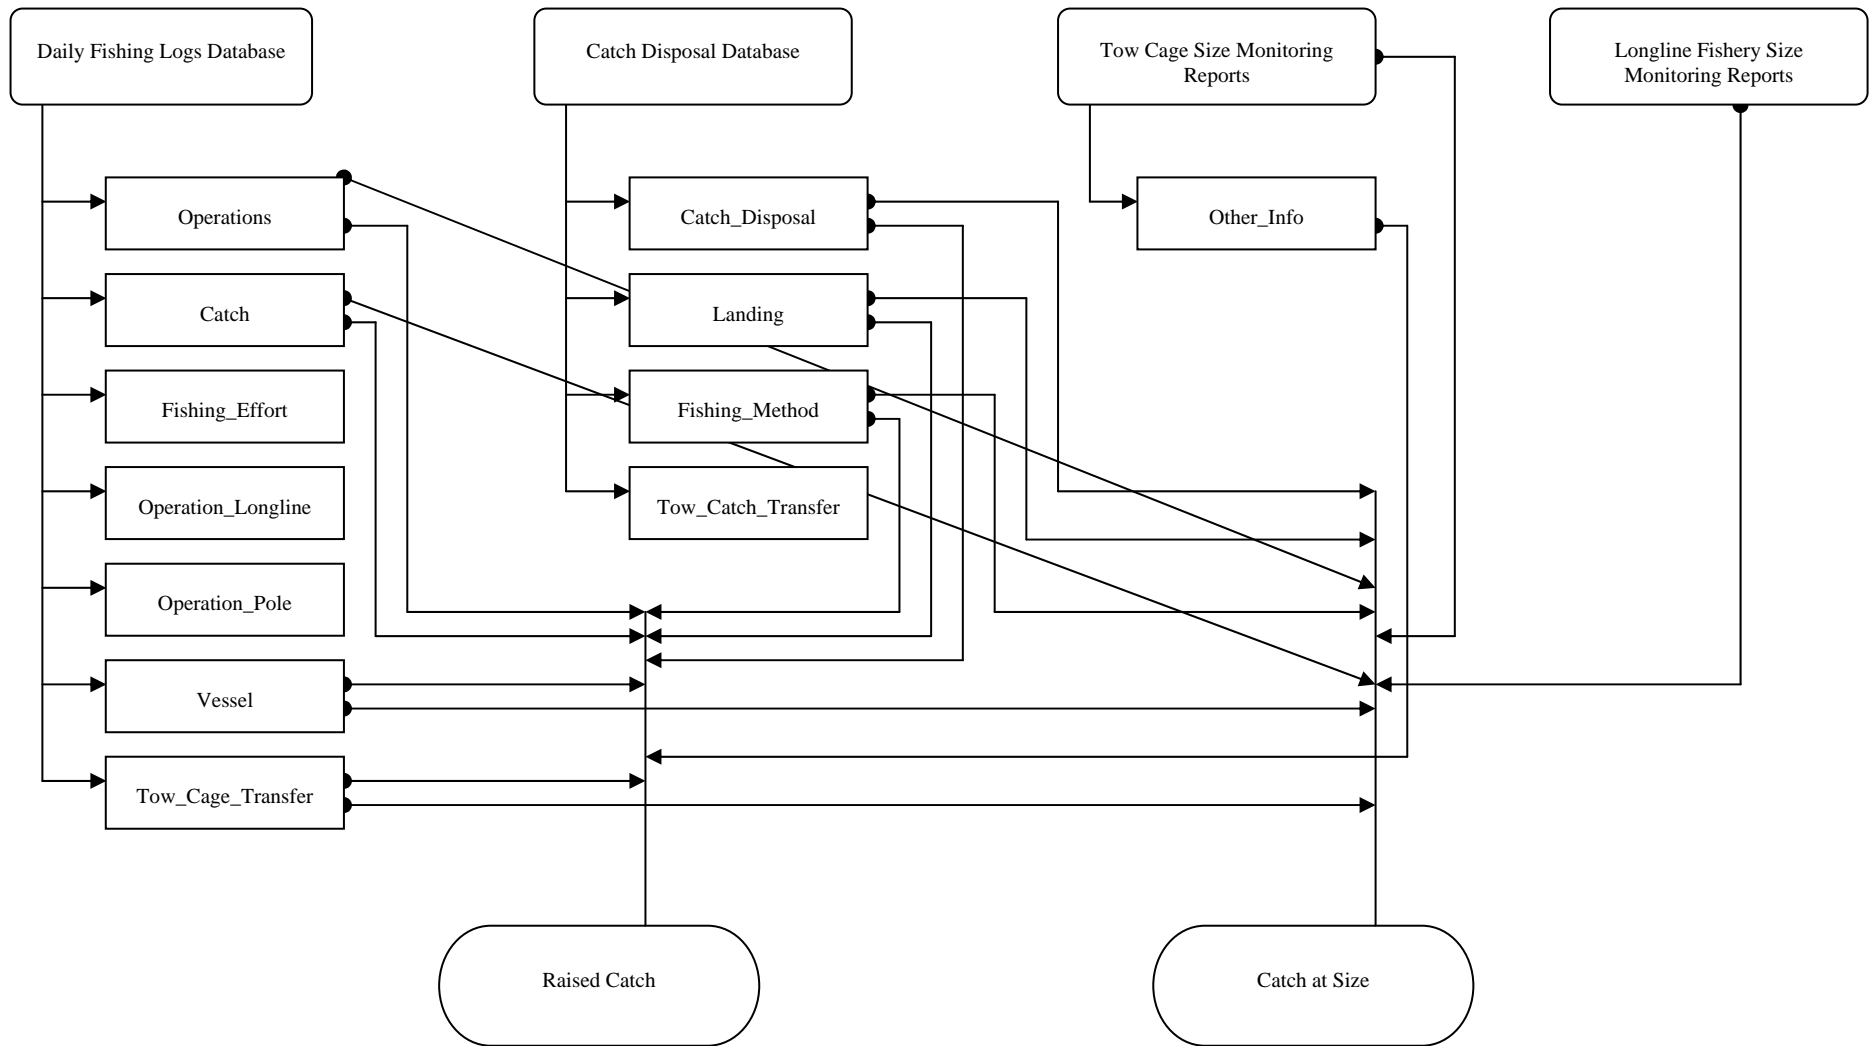 Daily Fishing Logs Database
Catch Disposal Database
Tow Cage Size Monitoring
Reports
Longline Fishery Size
Monitoring Reports
Operations
Catch
Fishing_Effort
Operation_Longline
Operation_Pole
Vessel
Tow_Cage_Transfer
Catch_Disposal
Landing
Fishing_Method
Tow_Catch_Transfer
Other_Info
Raised Catch
Catch at Size